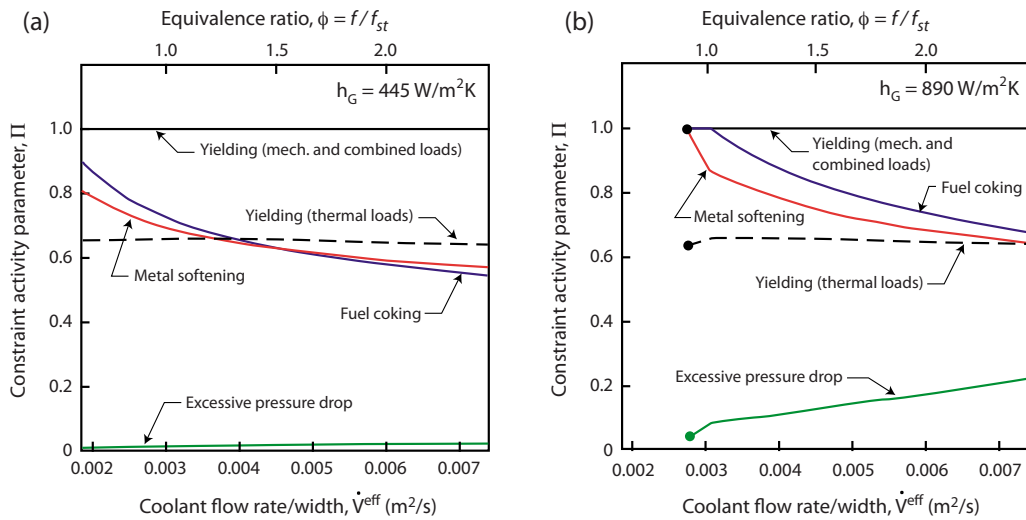 (a)
Equivalence ratio, ϕ = f/f_st
1.0 1.5 2.0
h_G = 445 W/m²K
Constraint activity parameter, Π
1.0
0.8
0.6
0.4
0.2
0
Yielding (mech. and combined loads)
Yielding (thermal loads)
Metal softening
Fuel coking
Excessive pressure drop
0.002 0.003 0.004 0.005 0.006 0.007
Coolant flow rate/width, V̇^eff (m²/s)
(b)
Equivalence ratio, ϕ = f/f_st
1.0 1.5 2.0
h_G = 890 W/m²K
Constraint activity parameter, Π
1.0
0.8
0.6
0.4
0.2
0
Yielding (mech. and
combined loads)
Fuel coking
Metal softening
Yielding (thermal loads)
Excessive pressure drop
0.002 0.003 0.004 0.005 0.006 0.007
Coolant flow rate/width, V̇^eff (m²/s)